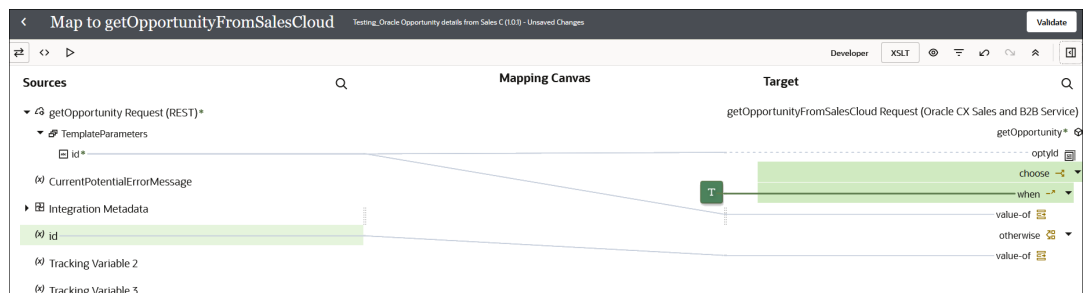 Map to getOpportunityFromSalesCloud Testing_Oracle Opportunity details from Sales C (1.0.1) - Unsaved Changes Validate
Developer XSLT
Sources Mapping Canvas Target
getOpportunity Request (REST)* getOpportunityFromSalesCloud Request (Oracle CX Sales and B2B Service)
TemplateParameters getOpportunity*
id* optyId
(x) CurrentPotentialErrorMessage choose
T when
Integration Metadata value-of
(x) id otherwise
(x) Tracking Variable 2 value-of
(x) Tracking Variable 3